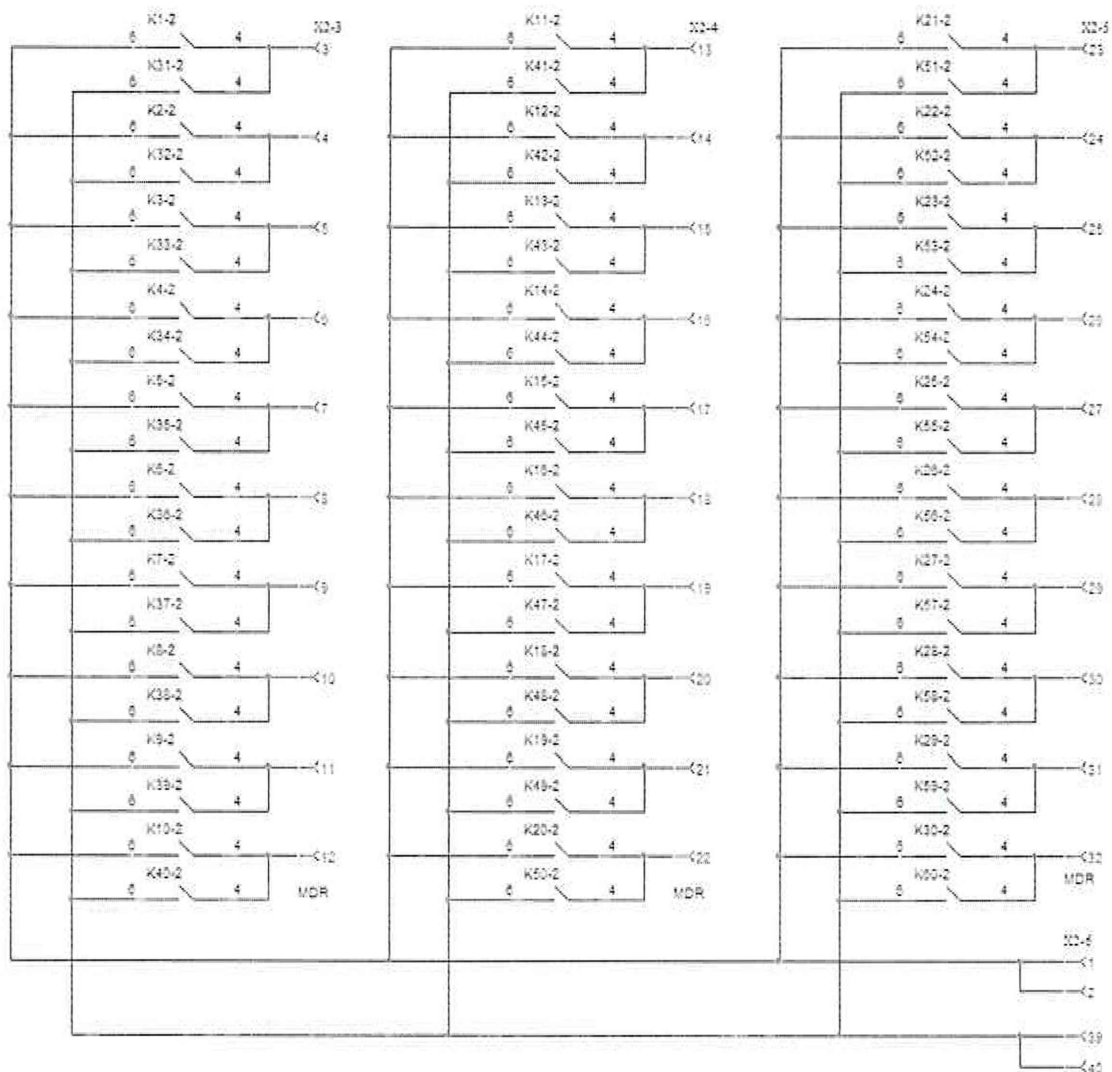 K1-2 X2-3 K11-2 X2-4 K21-2 X2-5
6 4 3 6 4 13 6 4 23
K31-2 K41-2 K51-2
6 4 6 4 6 4
K2-2 K12-2 K22-2
6 4 4 6 4 14 6 4 24
K32-2 K42-2 K52-2
6 4 6 4 6 4
K3-2 K13-2 K23-2
6 4 5 6 4 15 6 4 25
K33-2 K43-2 K53-2
6 4 6 4 6 4
K4-2 K14-2 K24-2
6 4 6 6 4 16 6 4 26
K34-2 K44-2 K54-2
6 4 6 4 6 4
K5-2 K15-2 K25-2
6 4 7 6 4 17 6 4 27
K35-2 K45-2 K55-2
6 4 6 4 6 4
K6-2 K16-2 K26-2
6 4 8 6 4 18 6 4 28
K36-2 K46-2 K56-2
6 4 6 4 6 4
K7-2 K17-2 K27-2
6 4 9 6 4 19 6 4 29
K37-2 K47-2 K57-2
6 4 6 4 6 4
K8-2 K18-2 K28-2
6 4 10 6 4 20 6 4 30
K38-2 K48-2 K58-2
6 4 6 4 6 4
K9-2 K19-2 K29-2
6 4 11 6 4 21 6 4 31
K39-2 K49-2 K59-2
6 4 6 4 6 4
K10-2 K20-2 K30-2
6 4 12 6 4 22 6 4 32
K40-2 K50-2 K60-2 MDR
6 4 MDR 6 4 MDR 6 4
X2-6
1
2
39
40